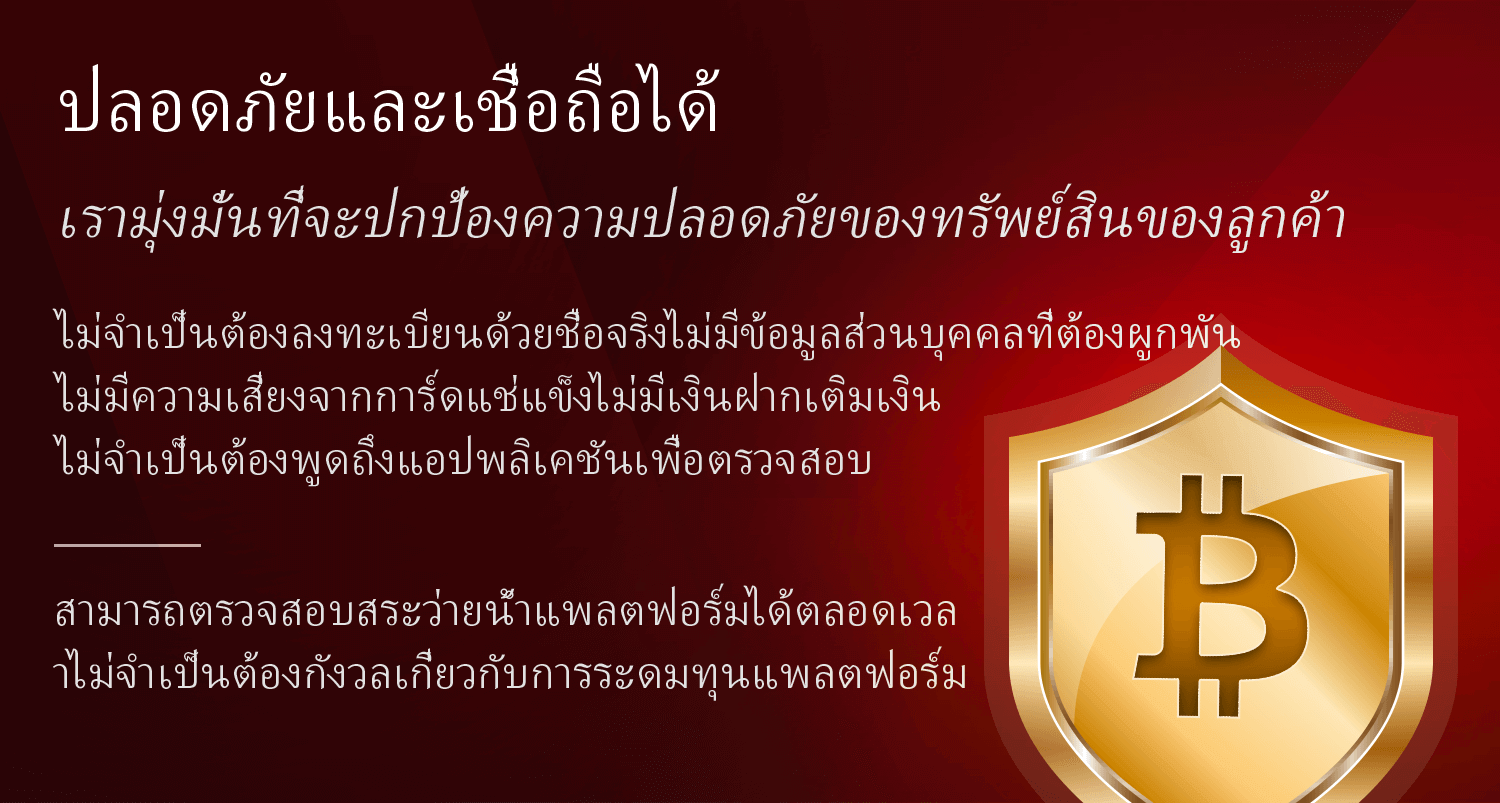 ปลอดภัยและเชื่อถือได้
เรามุ่งมั่นที่จะปกป้องความปลอดภัยของทรัพย์สินของลูกค้า
ไม่จำเป็นต้องลงทะเบียนด้วยชื่อจริงไม่มีข้อมูลส่วนบุคคลที่ต้องผูกพัน
ไม่มีความเสี่ยงจากการ์ดแช่แข็งไม่มีเงินฝากเติมเงิน
ไม่จำเป็นต้องพูดถึงแอปพลิเคชันเพื่อตรวจสอบ
สามารถตรวจสอบสระว่ายน้ำแพลตฟอร์มได้ตลอดเวล
าไม่จำเป็นต้องกังวลเกี่ยวกับการระดมทุนแพลตฟอร์ม